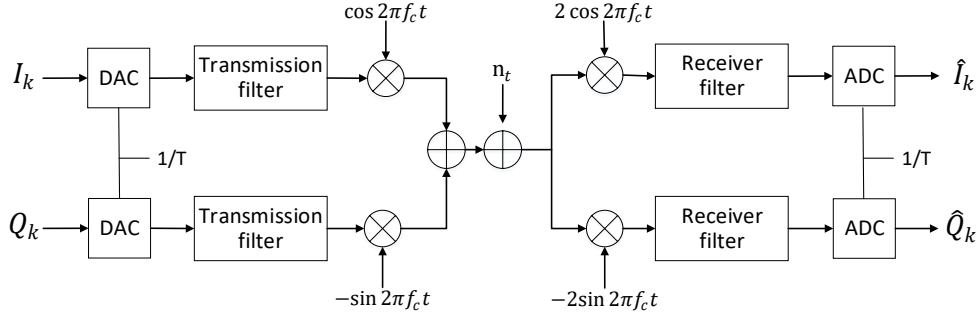 cos 2πf_c t
2 cos 2πf_c t
I_k
DAC
Transmission
filter
n_t
Receiver
filter
ADC
Î_k
1/T
1/T
Q_k
DAC
Transmission
filter
Receiver
filter
ADC
Q̂_k
−sin 2πf_c t
−2sin 2πf_c t